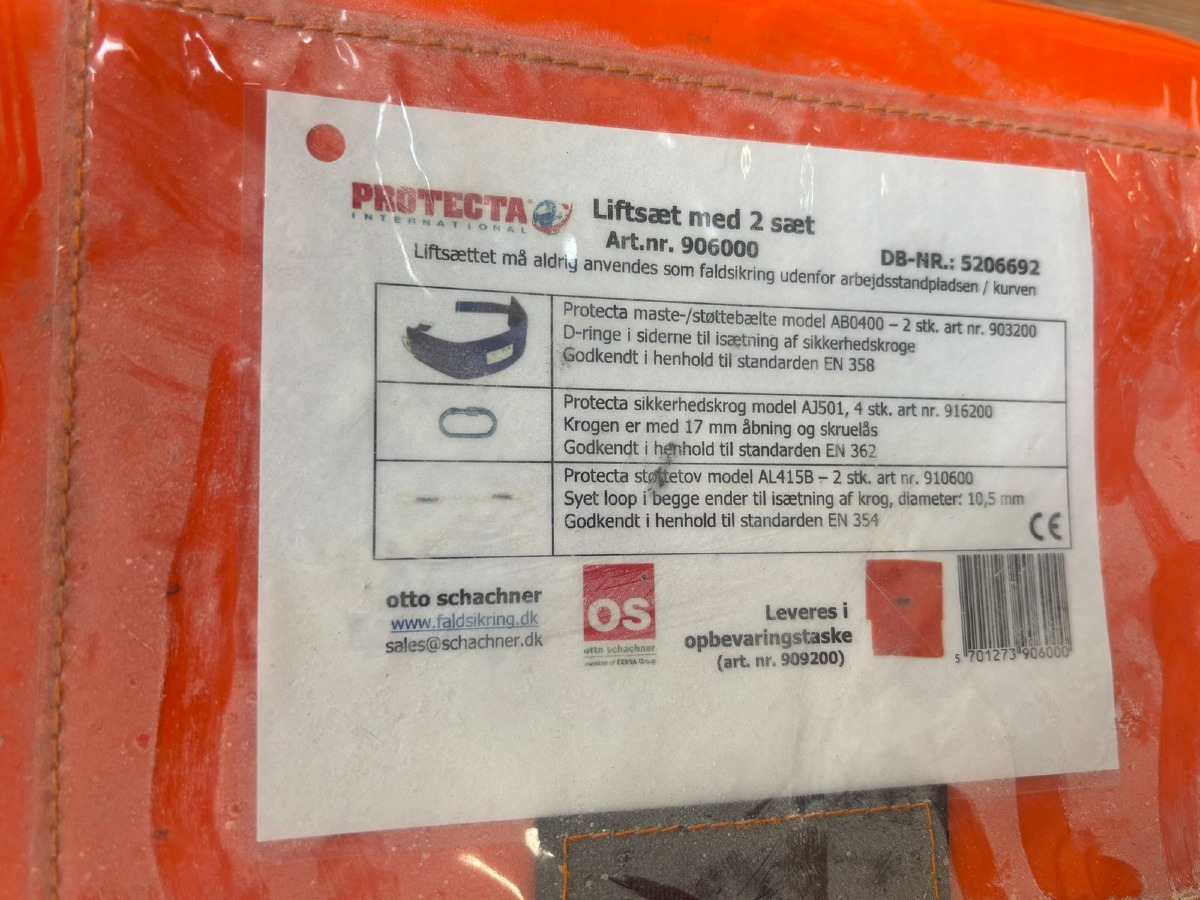 PROTECTA
INTERNATIONAL
Liftsæt med 2 sæt
Art.nr. 906000
DB-NR.: 5206692
Liftsættet må aldrig anvendes som faldsikring udenfor arbejdsstandpladsen / kurven
Protecta maste-/støttebælte model AB0400 – 2 stk. art nr. 903200
D-ringe i siderne til isætning af sikkerhedskroge
Godkendt i henhold til standarden EN 358
Protecta sikkerhedskrog model AJ501, 4 stk. art nr. 916200
Krogen er med 17 mm åbning og skruelås
Godkendt i henhold til standarden EN 362
Protecta støttetov model AL415B – 2 stk. art nr. 910600
Syet loop i begge ender til isætning af krog, diameter: 10,5 mm
Godkendt i henhold til standarden EN 354
CE
otto schachner
www.faldsikring.dk
sales@schachner.dk
OS
otto schachner
member of CERVA Group
Leveres i
opbevaringstaske
(art. nr. 909200)
5 701273 906000